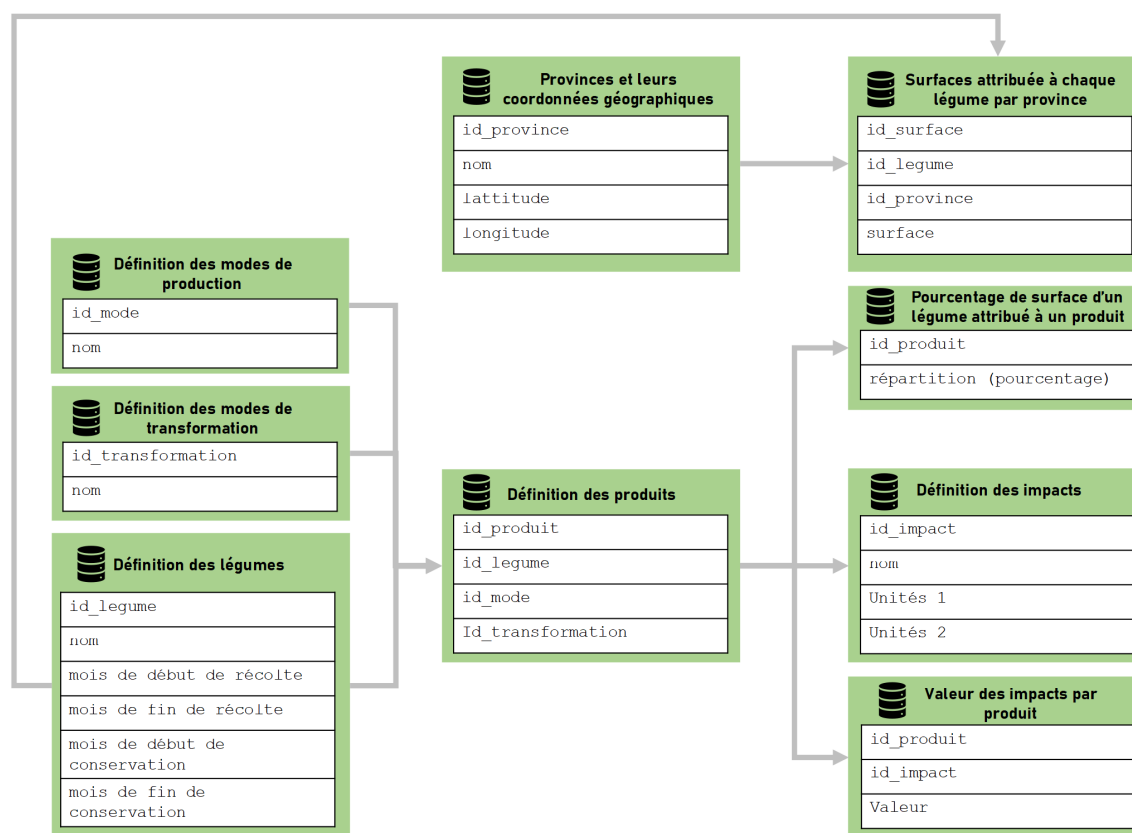 Provinces et leurs
coordonnées géographiques
id_province
nom
lattitude
longitude
Surfaces attribuée à chaque
légume par province
id_surface
id_legume
id_province
surface
Définition des modes de
production
id_mode
nom
Pourcentage de surface d'un
légume attribué à un produit
id_produit
répartition (pourcentage)
Définition des modes de
transformation
id_transformation
nom
Définition des produits
id_produit
id_legume
id_mode
Id_transformation
Définition des impacts
id_impact
nom
Unités 1
Unités 2
Définition des légumes
id_legume
nom
mois de début de récolte
mois de fin de récolte
mois de début de
conservation
mois de fin de
conservation
Valeur des impacts par
produit
id_produit
id_impact
Valeur